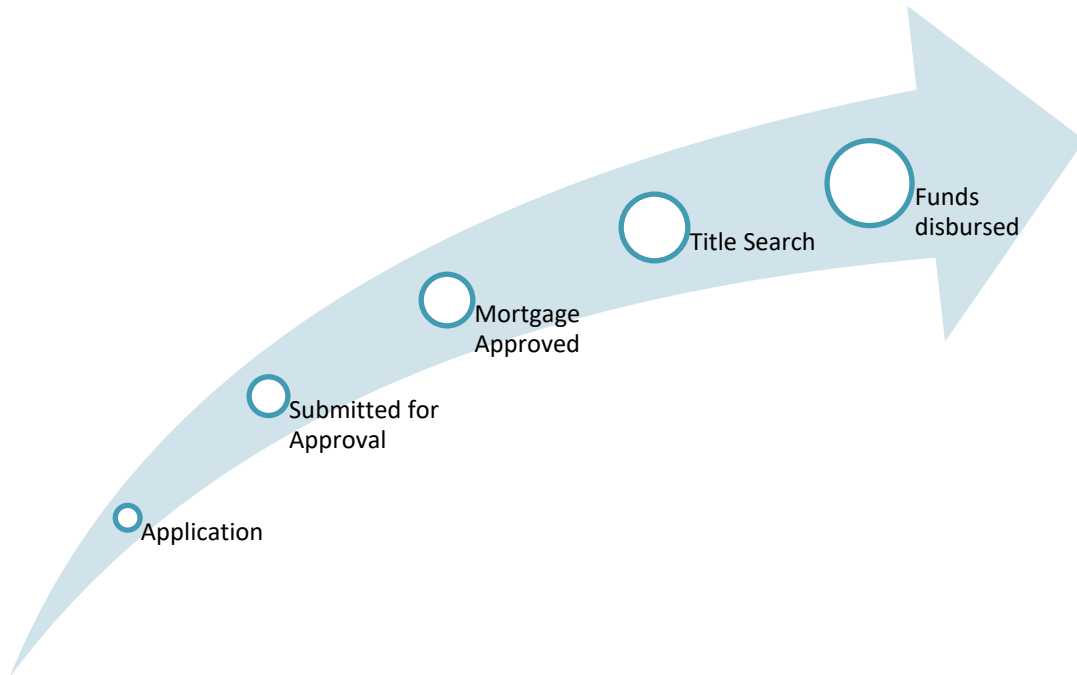 Application
Submitted for
Approval
Mortgage
Approved
Title Search
Funds
disbursed